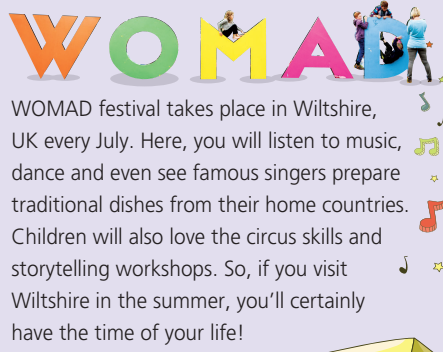 WOMAD
WOMAD festival takes place in Wiltshire,
UK every July. Here, you will listen to music,
dance and even see famous singers prepare
traditional dishes from their home countries.
Children will also love the circus skills and
storytelling workshops. So, if you visit
Wiltshire in the summer, you'll certainly
have the time of your life!